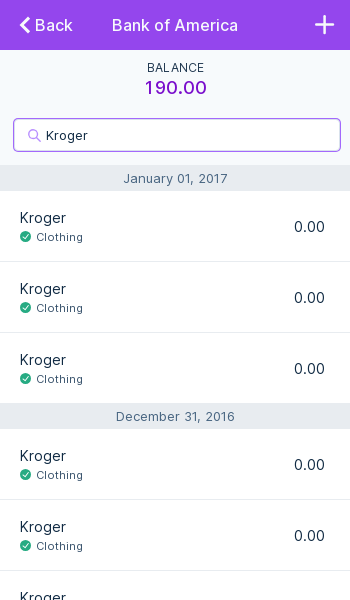 Back
Bank of America
BALANCE
190.00
Kroger
January 01, 2017
Kroger
0.00
Clothing
Kroger
0.00
Clothing
Kroger
0.00
Clothing
December 31, 2016
Kroger
0.00
Clothing
Kroger
0.00
Clothing
Kroger